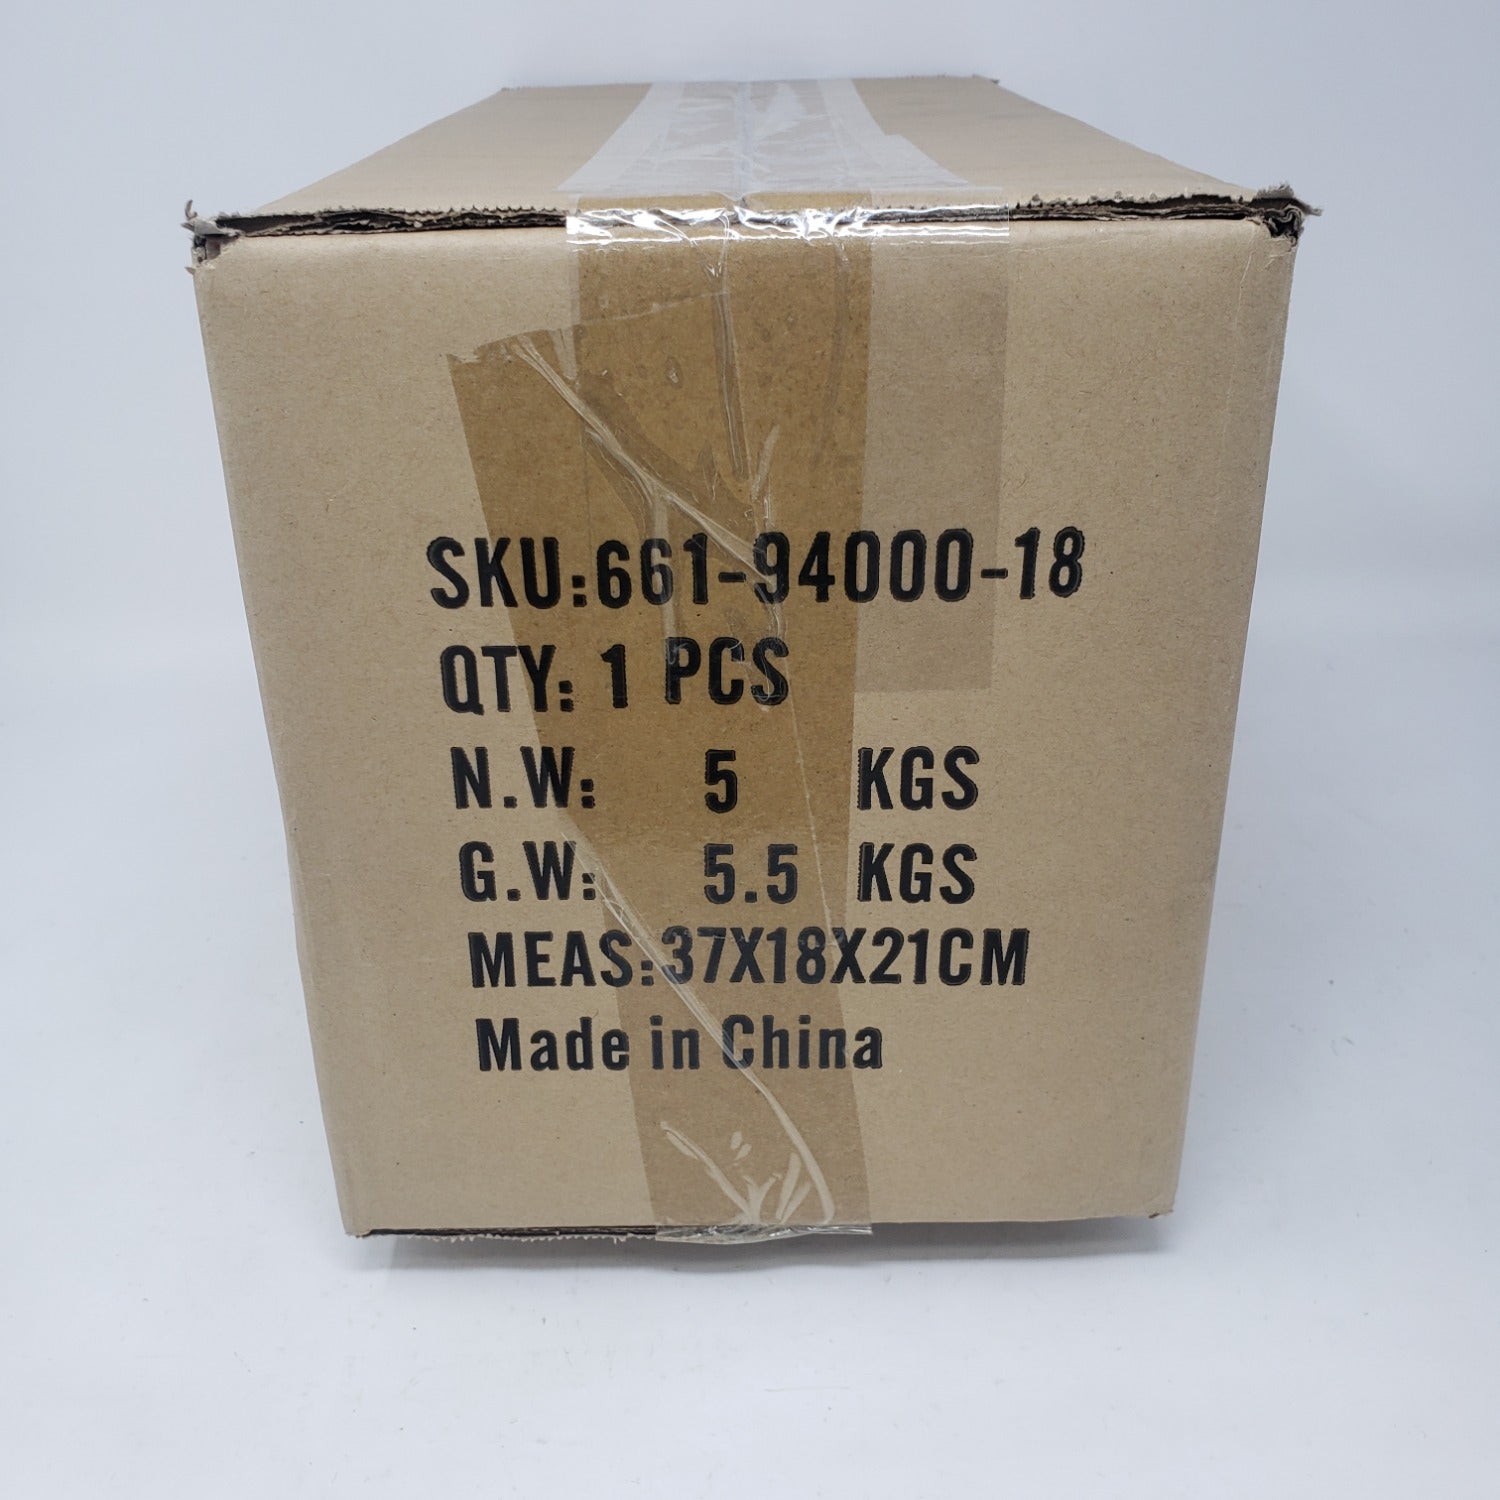 SKU:661-94000-18
QTY: 1 PCS
N.W: 5 KGS
G.W: 5.5 KGS
MEAS:37X18X21CM
Made in China